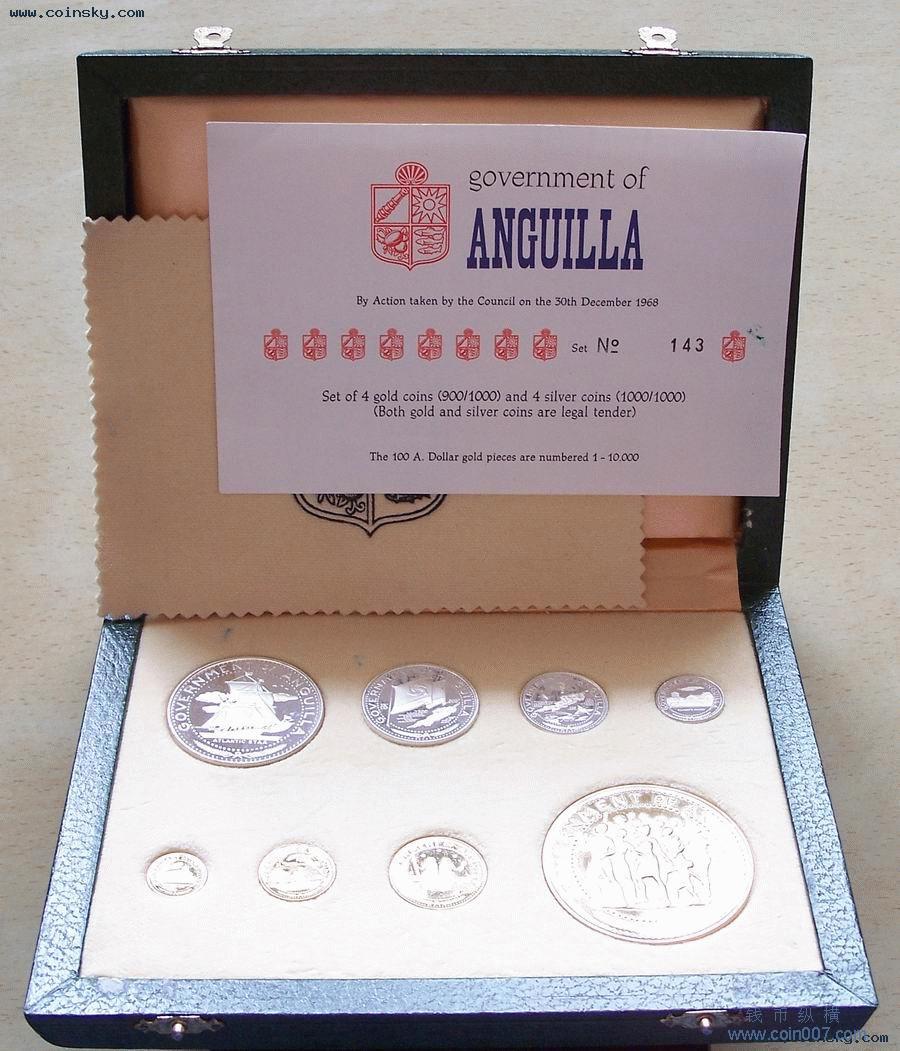 www.coinsky.com
government of
ANGUILLA
By Action taken by the Council on the 30th December 1968
Set Nº 143
Set of 4 gold coins (900/1000) and 4 silver coins (1000/1000)
(Both gold and silver coins are legal tender)
The 100 A. Dollar gold pieces are numbered 1 - 10.000
GOVERNMENT OF ANGUILLA
ATLANTIC STAR
钱币纵横
www.coin007.com